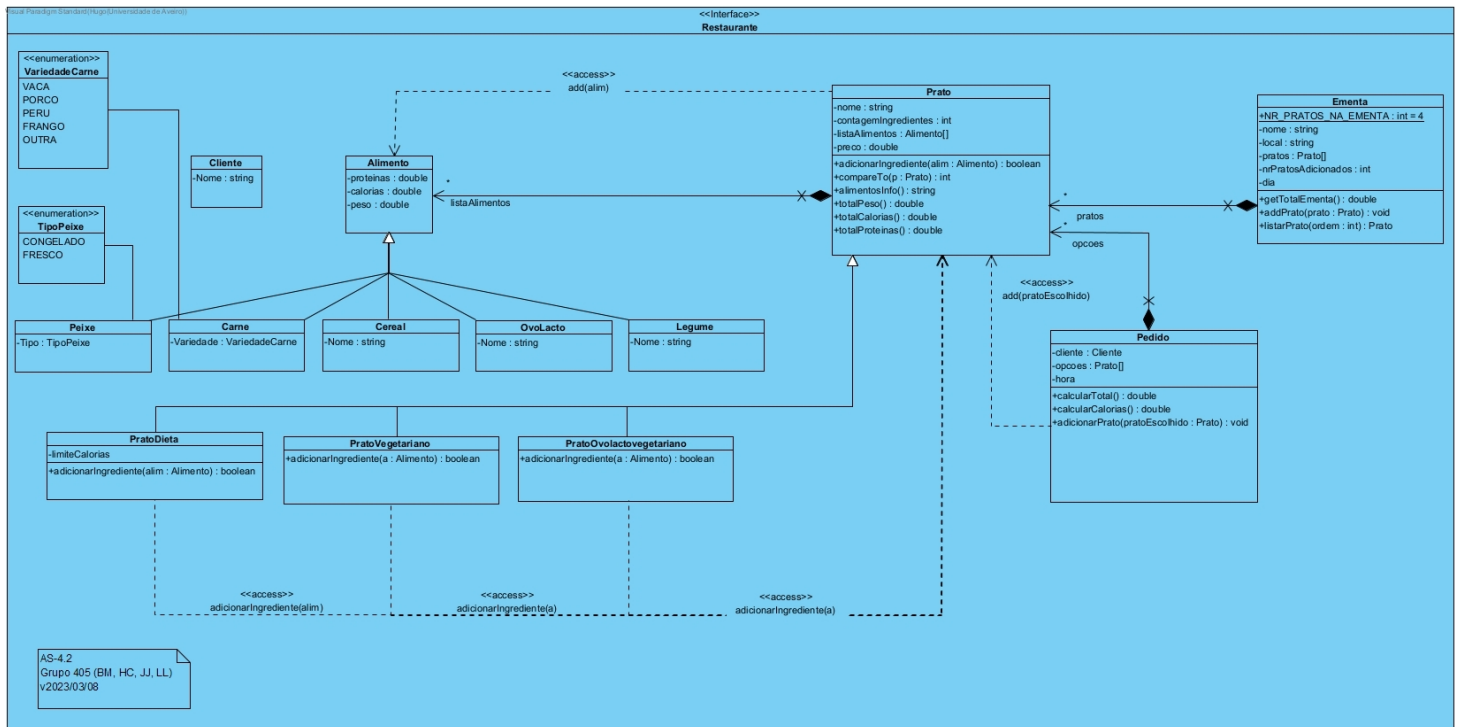 Visual Paradigm Standard(Hugo(Universidade de Aveiro))
<<Interface>>
Restaurante
<<enumeration>>
VariedadeCarne
VACA
PORCO
PERU
FRANGO
OUTRA
<<enumeration>>
TipoPeixe
CONGELADO
FRESCO
Cliente
-Nome : string
Alimento
-proteinas : double
-calorias : double
-peso : double
<<access>>
add(alim)
*
listaAlimentos
Prato
-nome : string
-contagemIngredientes : int
-listaAlimentos : Alimento[]
-preco : double
+adicionarIngrediente(alim : Alimento) : boolean
+compareTo(p : Prato) : int
+alimentosInfo() : string
+totalPeso() : double
+totalCalorias() : double
+totalProteinas() : double
*
pratos
*
opcoes
Ementa
+NR_PRATOS_NA_EMENTA : int = 4
-nome : string
-local : string
-pratos : Prato[]
-nrPratosAdicionados : int
-dia
+getTotalEmenta() : double
+addPrato(prato : Prato) : void
+listarPrato(ordem : int) : Prato
<<access>>
add(pratoEscolhido)
Peixe
-Tipo : TipoPeixe
Carne
-Variedade : VariedadeCarne
Cereal
-Nome : string
OvoLacto
-Nome : string
Legume
-Nome : string
Pedido
-cliente : Cliente
-opcoes : Prato[]
-hora
+calcularTotal() : double
+calcularCalorias() : double
+adicionarPrato(pratoEscolhido : Prato) : void
PratoDieta
-limiteCalorias
+adicionarIngrediente(alim : Alimento) : boolean
PratoVegetariano
+adicionarIngrediente(a : Alimento) : boolean
PratoOvolactovegetariano
+adicionarIngrediente(a : Alimento) : boolean
<<access>>
adicionarIngrediente(alim)
<<access>>
adicionarIngrediente(a)
<<access>>
adicionarIngrediente(a)
AS-4.2
Grupo 405 (BM, HC, JJ, LL)
v2023/03/08